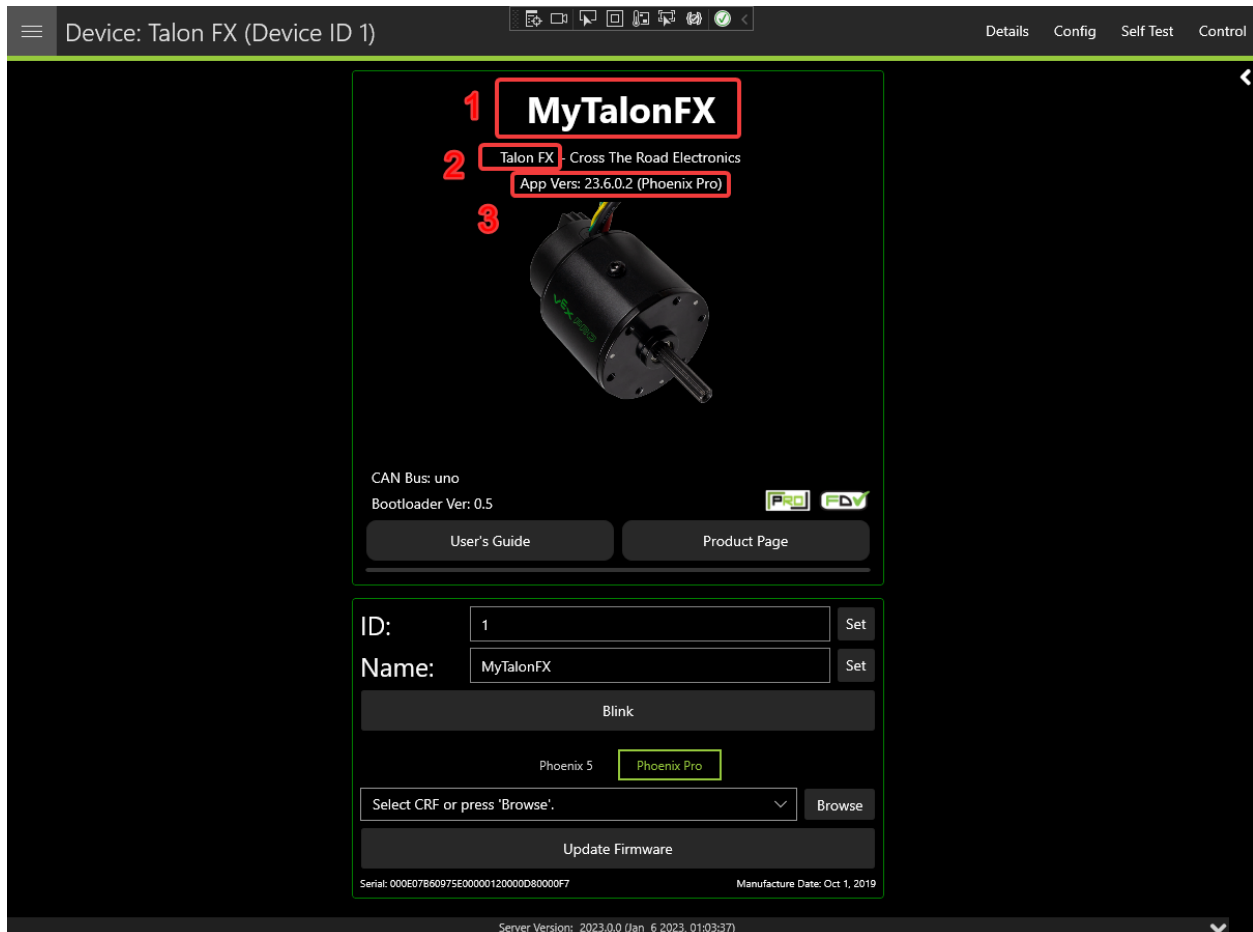 Device: Talon FX (Device ID 1)
Details Config Self Test Control
1
MyTalonFX
2
Talon FX - Cross The Road Electronics
App Vers: 23.6.0.2 (Phoenix Pro)
3
VEX PRO
CAN Bus: uno
Bootloader Ver: 0.5
PRO FD
User's Guide Product Page
ID: 1 Set
Name: MyTalonFX Set
Blink
Phoenix 5 Phoenix Pro
Select CRF or press 'Browse'. Browse
Update Firmware
Serial: 000E07B60975E00000120000D80000F7 Manufacture Date: Oct 1, 2019
Server Version: 2023.0.0 (Jan 6 2023, 01:03:37)